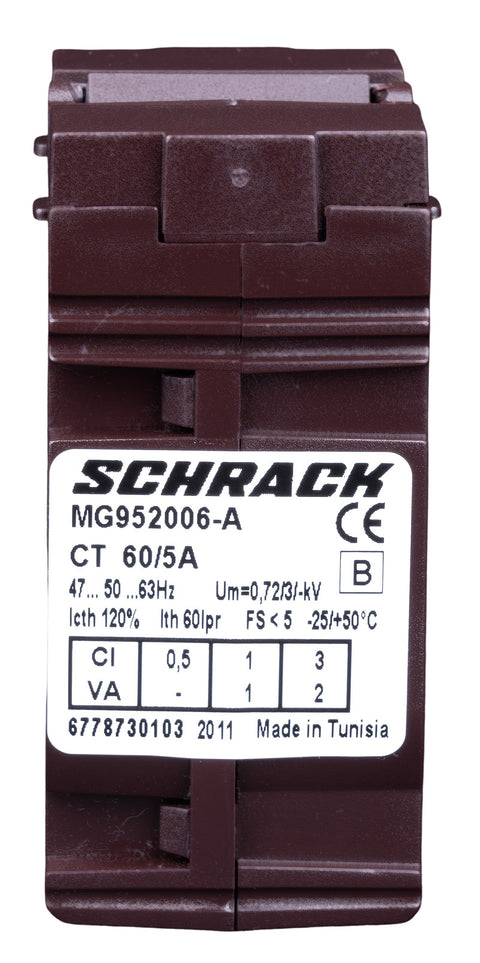 SCHRACK
MG952006-A CE
CT 60/5A B
47... 50 ...63Hz Um=0,72/3/-kV
Icth 120% Ith 60Ipr FS < 5 -25/+50°C
CI 0,5 1 3
VA - 1 2
6778730103 2011 Made in Tunisia